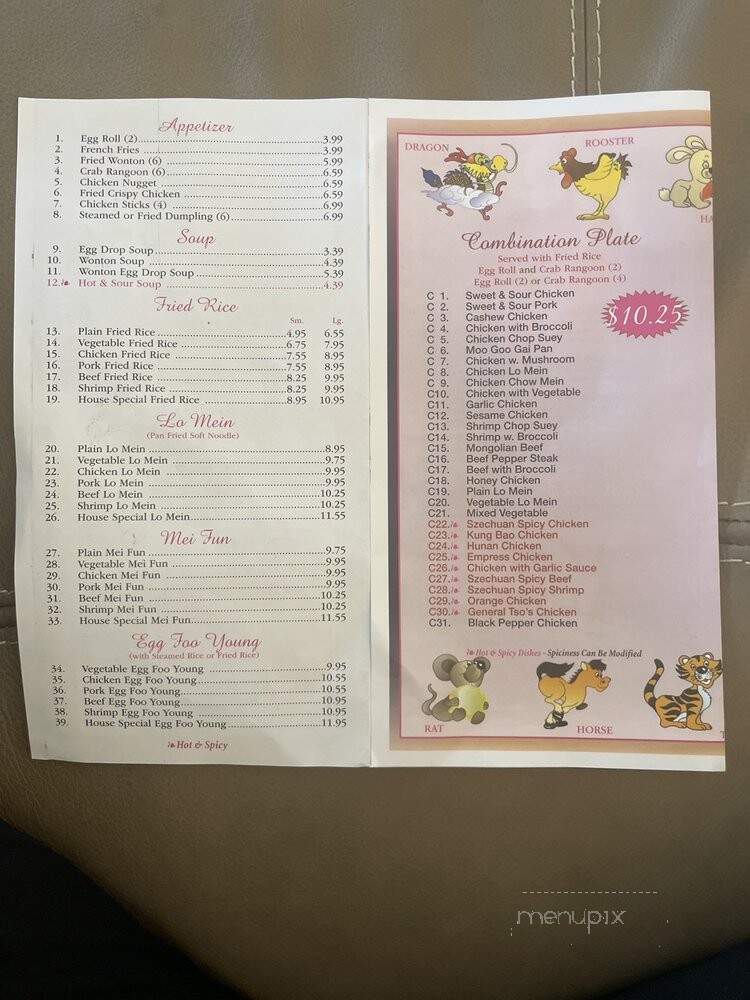 Appetizer
1. Egg Roll (2) 3.99
2. French Fries 3.99
3. Fried Wonton (6) 5.99
4. Crab Rangoon (6) 6.59
5. Chicken Nugget 6.59
6. Fried Crispy Chicken 6.59
7. Chicken Sticks (4) 6.99
8. Steamed or Fried Dumpling (6) 6.99
Soup
9. Egg Drop Soup 3.39
10. Wonton Soup 4.39
11. Wonton Egg Drop Soup 5.39
12. Hot & Sour Soup 4.39
Fried Rice
Sm. Lg.
13. Plain Fried Rice 4.95 6.55
14. Vegetable Fried Rice 6.75 7.95
15. Chicken Fried Rice 7.55 8.95
16. Pork Fried Rice 7.55 8.95
17. Beef Fried Rice 8.25 9.95
18. Shrimp Fried Rice 8.25 9.95
19. House Special Fried Rice 8.95 10.95
Lo Mein
(Pan Fried Soft Noodle)
20. Plain Lo Mein 8.95
21. Vegetable Lo Mein 9.75
22. Chicken Lo Mein 9.95
23. Pork Lo Mein 9.95
24. Beef Lo Mein 10.25
25. Shrimp Lo Mein 10.25
26. House Special Lo Mein 11.55
Mei Fun
27. Plain Mei Fun 9.75
28. Vegetable Mei Fun 9.95
29. Chicken Mei Fun 9.95
30. Pork Mei Fun 9.95
31. Beef Mei Fun 10.25
32. Shrimp Mei Fun 10.25
33. House Special Mei Fun 11.55
Egg Foo Young
(with Steamed Rice or Fried Rice)
34. Vegetable Egg Foo Young 9.95
35. Chicken Egg Foo Young 10.55
36. Pork Egg Foo Young 10.55
37. Beef Egg Foo Young 10.95
38. Shrimp Egg Foo Young 10.95
39. House Special Egg Foo Young 11.95
Hot & Spicy
DRAGON
ROOSTER
HA
Combination Plate
Served with Fried Rice
Egg Roll and Crab Rangoon (2)
Egg Roll (2) or Crab Rangoon (4)
$10.25
C 1. Sweet & Sour Chicken
C 2. Sweet & Sour Pork
C 3. Cashew Chicken
C 4. Chicken with Broccoli
C 5. Chicken Chop Suey
C 6. Moo Goo Gai Pan
C 7. Chicken w. Mushroom
C 8. Chicken Lo Mein
C 9. Chicken Chow Mein
C10. Chicken with Vegetable
C11. Garlic Chicken
C12. Sesame Chicken
C13. Shrimp Chop Suey
C14. Shrimp w. Broccoli
C15. Mongolian Beef
C16. Beef Pepper Steak
C17. Beef with Broccoli
C18. Honey Chicken
C19. Plain Lo Mein
C20. Vegetable Lo Mein
C21. Mixed Vegetable
C22. Szechuan Spicy Chicken
C23. Kung Bao Chicken
C24. Hunan Chicken
C25. Empress Chicken
C26. Chicken with Garlic Sauce
C27. Szechuan Spicy Beef
C28. Szechuan Spicy Shrimp
C29. Orange Chicken
C30. General Tso's Chicken
C31. Black Pepper Chicken
Hot & Spicy Dishes - Spiciness Can Be Modified
RAT
HORSE
T
menupix